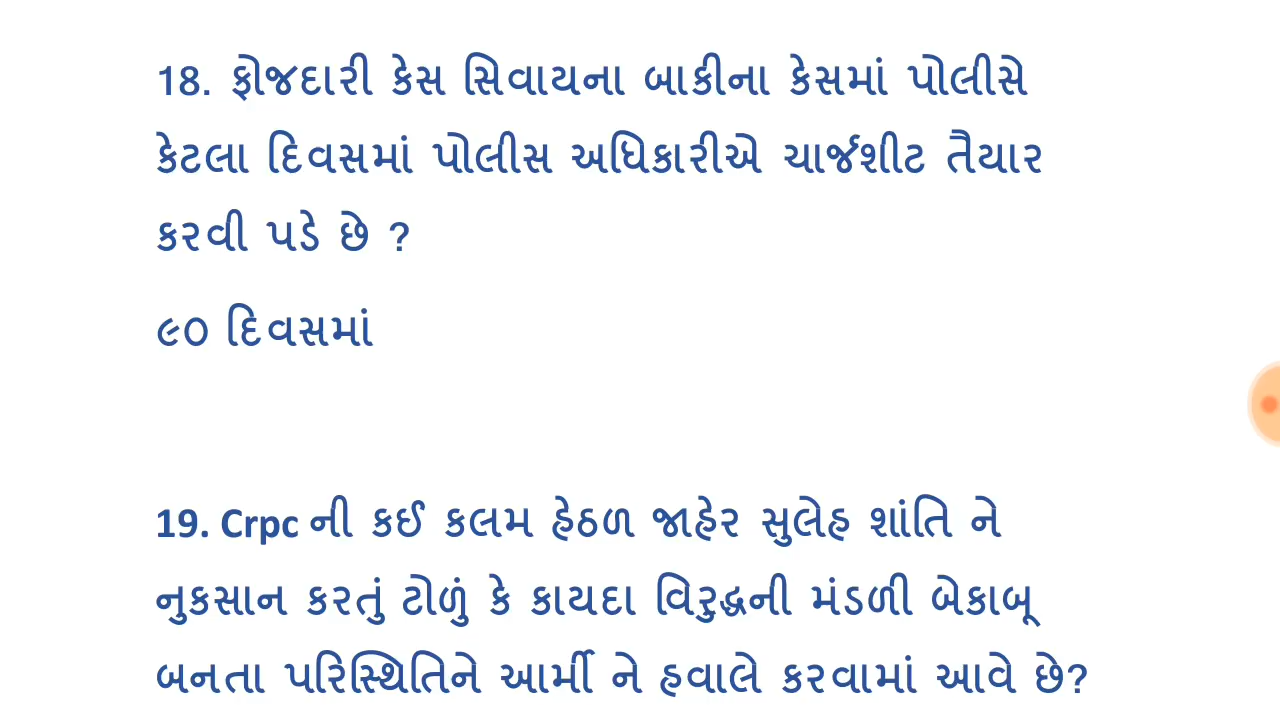 18. ફોજદારી કેસ સિવાયના બાકીના કેસમાં પોલીસે
કેટલા દિવસમાં પોલીસ અધિકારીએ ચાર્જશીટ તૈયાર
કરવી પડે છે ?
૯૦ દિવસમાં
19. Crpc ની કઈ કલમ હેઠળ જાહેર સુલેહ શાંતિ ને
નુકસાન કરતું ટોળું કે કાયદા વિરુદ્ધની મંડળી બેકાબૂ
બનતા પરિસ્થિતિને આર્મી ને હવાલે કરવામાં આવે છે?